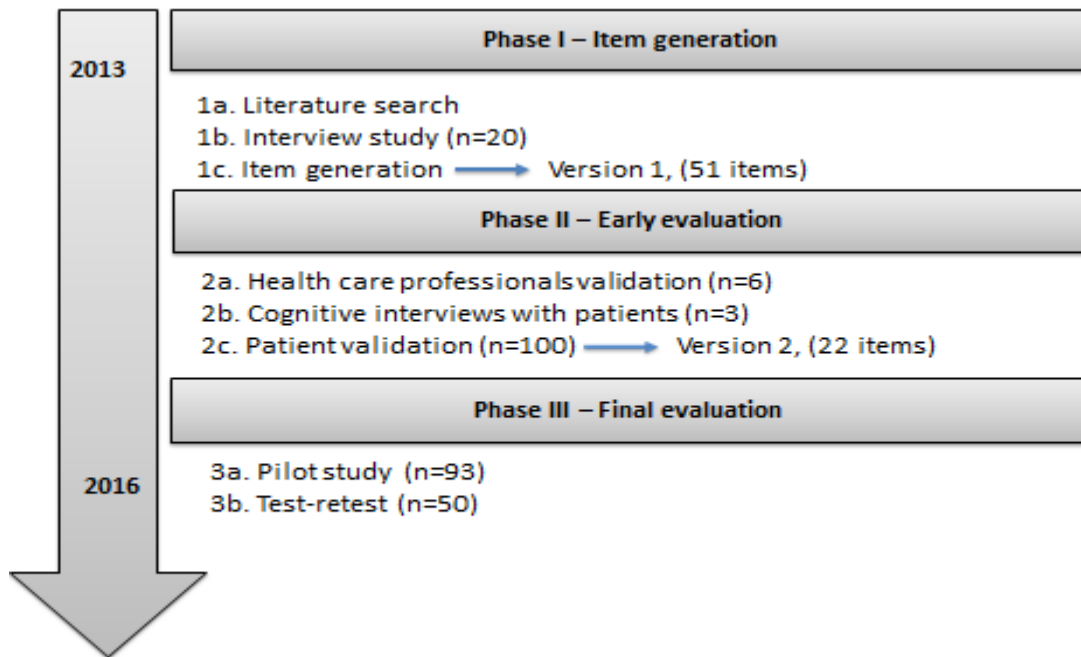 Phase I – Item generation
2013
1a. Literature search
1b. Interview study (n=20)
1c. Item generation Version 1, (51 items)
Phase II – Early evaluation
2a. Health care professionals validation (n=6)
2b. Cognitive interviews with patients (n=3)
2c. Patient validation (n=100) Version 2, (22 items)
Phase III – Final evaluation
3a. Pilot study (n=93)
2016
3b. Test-retest (n=50)